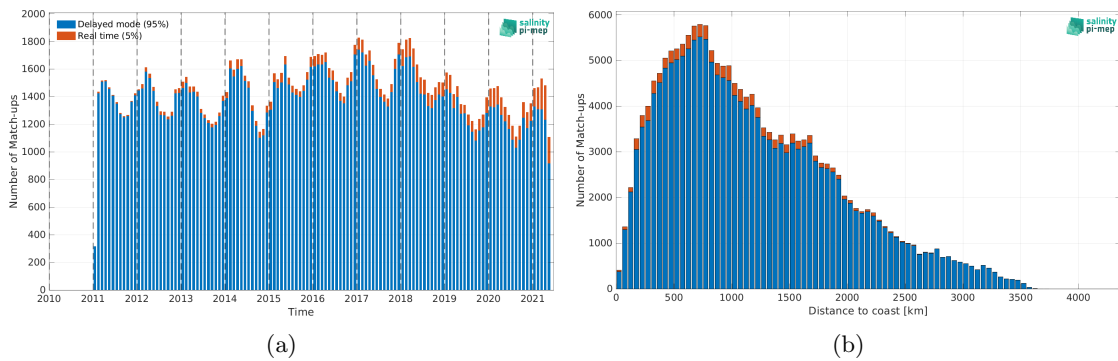 Delayed mode (95%)
Real time (5%)
salinity
pi-mep
2000
1800
1600
1400
1200
1000
800
600
400
200
0
Number of Match-ups
2010 2011 2012 2013 2014 2015 2016 2017 2018 2019 2020 2021
Time
(a)
salinity
pi-mep
6000
5000
4000
3000
2000
1000
0
Number of Match-ups
0 500 1000 1500 2000 2500 3000 3500 4000
Distance to coast [km]
(b)